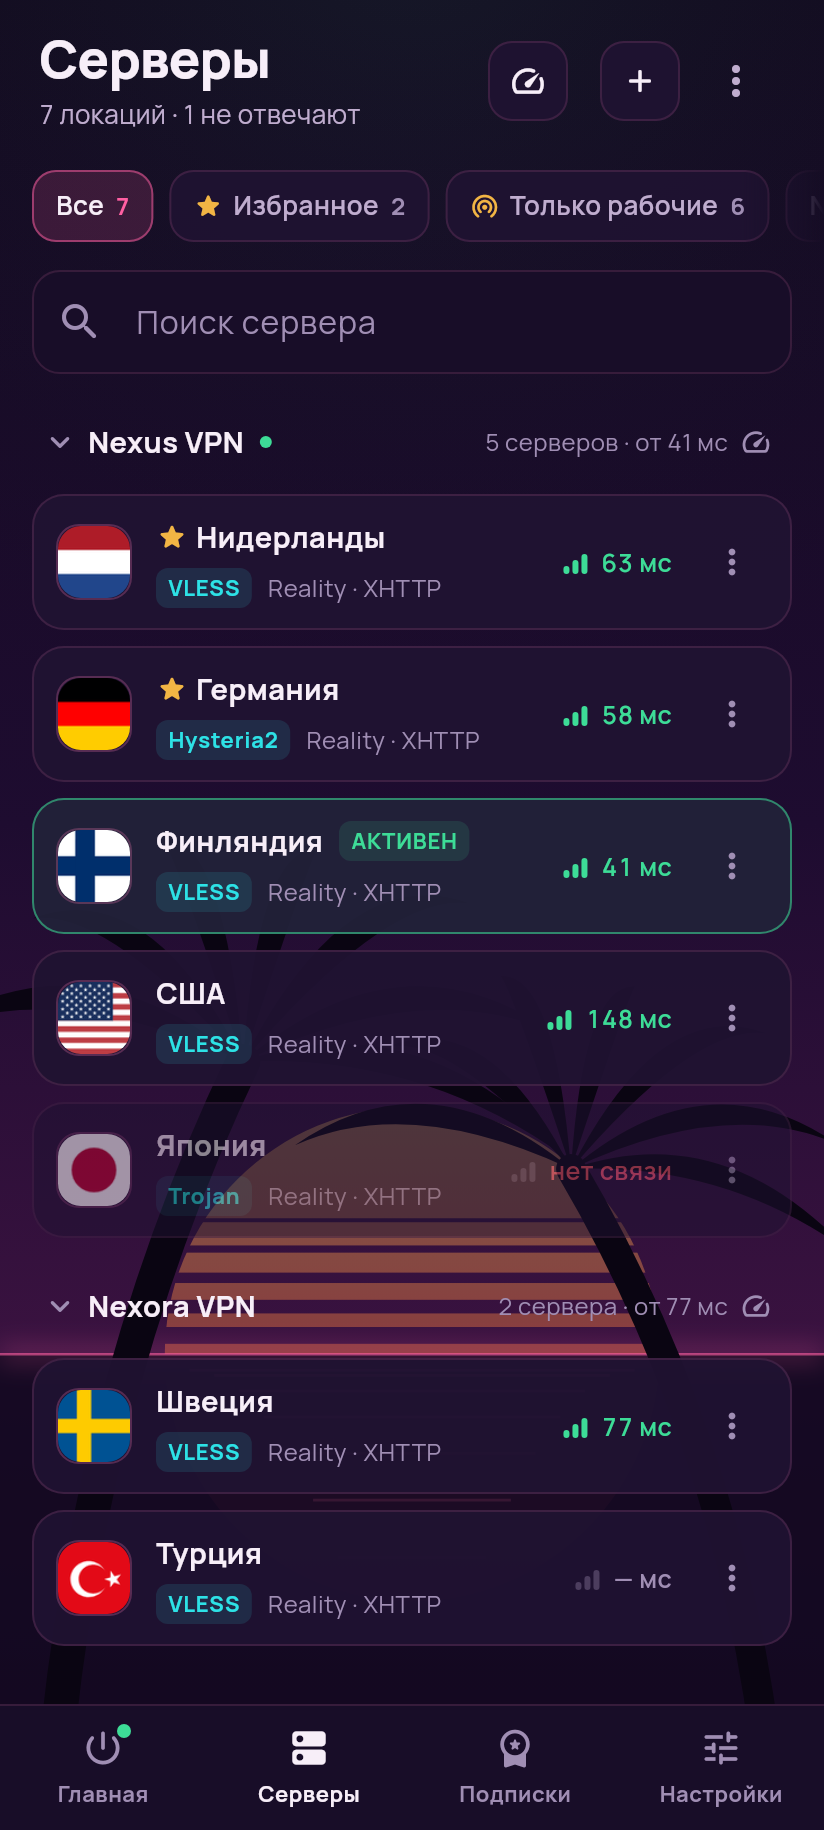 Серверы
7 локаций · 1 не отвечают
Все 7
Избранное 2
Только рабочие 6
Поиск сервера
Nexus VPN
5 серверов · от 41 мс
Нидерланды
VLESS Reality · XHTTP
63 мс
Германия
Hysteria2 Reality · XHTTP
58 мс
Финляндия АКТИВЕН
VLESS Reality · XHTTP
41 мс
США
VLESS Reality · XHTTP
148 мс
Япония
Trojan Reality · XHTTP
нет связи
Nexora VPN
2 сервера · от 77 мс
Швеция
VLESS Reality · XHTTP
77 мс
Турция
VLESS Reality · XHTTP
— мс
Главная
Серверы
Подписки
Настройки